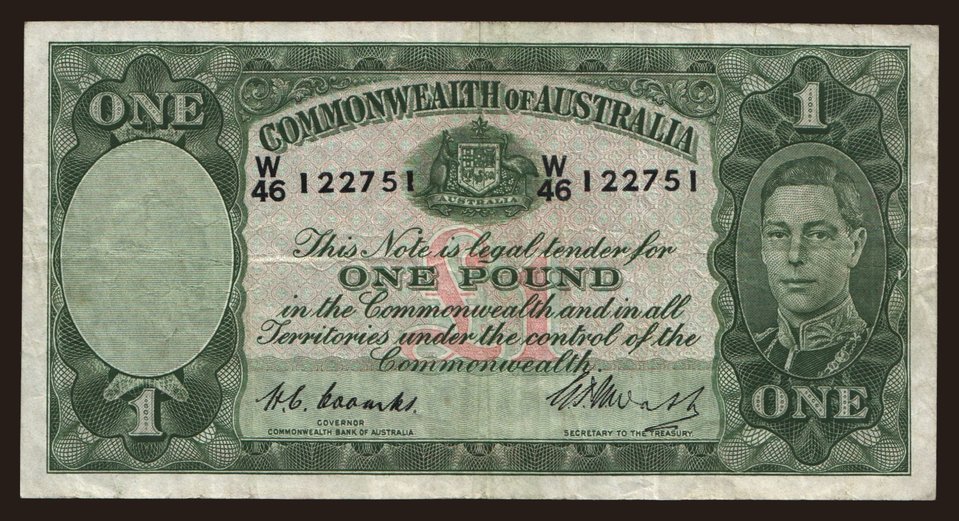 ONE
COMMONWEALTH OF AUSTRALIA
1
W/46 122751
W/46 122751
AUSTRALIA
This Note is legal tender for
ONE POUND
in the Commonwealth and in all
Territories under the control of the
Commonwealth.
£1
H.C. Coombs.
GOVERNOR
COMMONWEALTH BANK OF AUSTRALIA
SECRETARY TO THE TREASURY
1
ONE